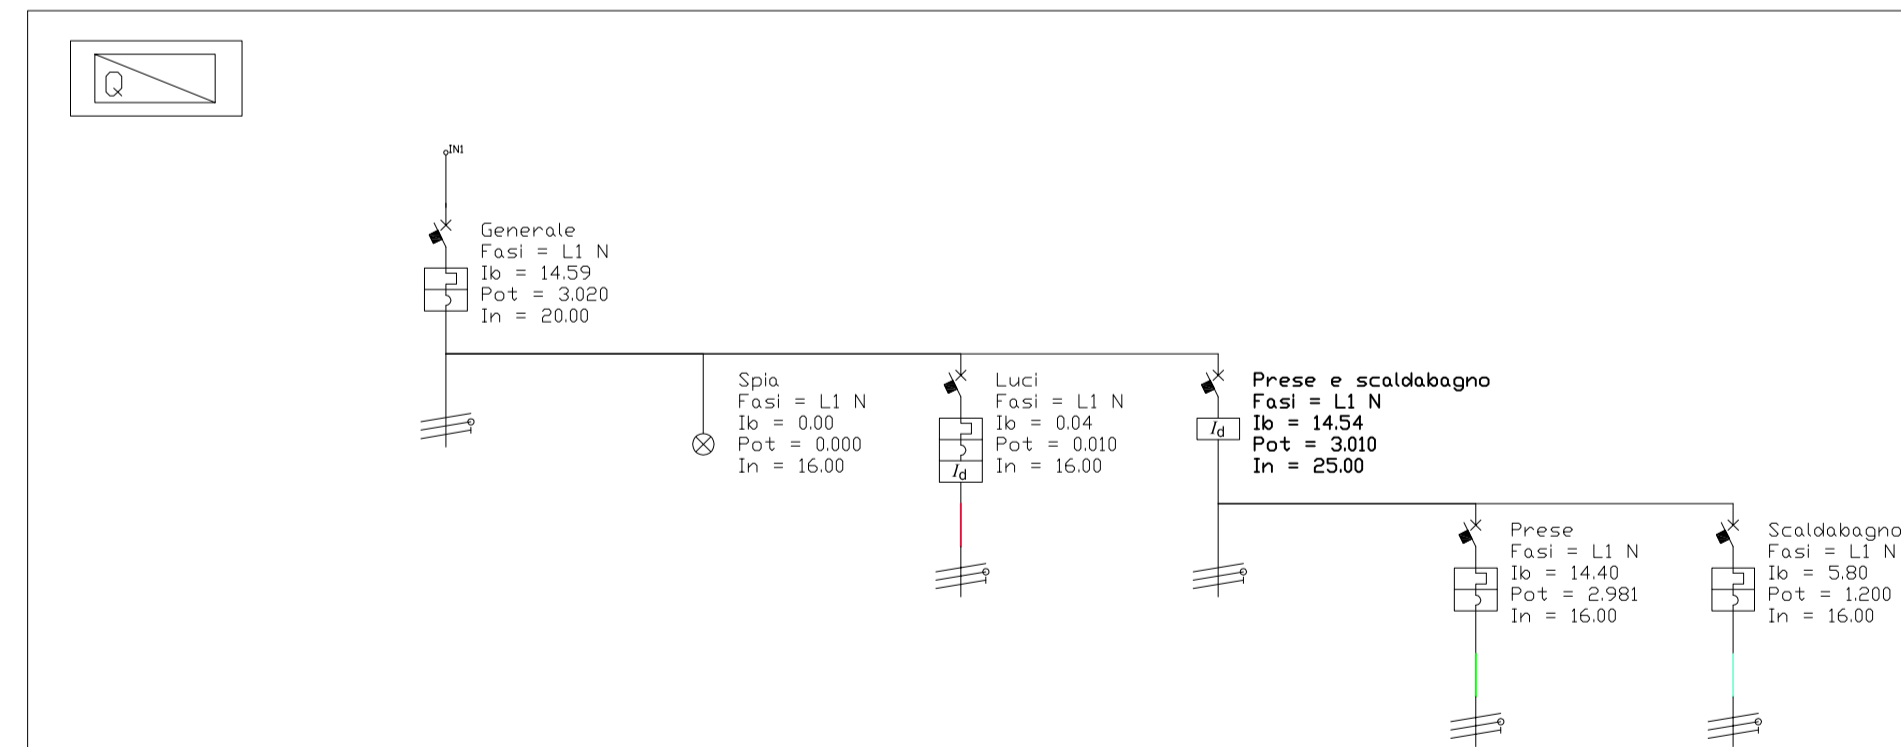 Q
IN1
Generale
Fasi = L1 N
Ib = 14.59
Pot = 3.020
In = 20.00
Spia
Fasi = L1 N
Ib = 0.00
Pot = 0.000
In = 16.00
Luci
Fasi = L1 N
Ib = 0.04
Pot = 0.010
In = 16.00
Id
Prese e scaldabagno
Fasi = L1 N
Ib = 14.54
Pot = 3.010
In = 25.00
Id
Prese
Fasi = L1 N
Ib = 14.40
Pot = 2.981
In = 16.00
Scaldabagno
Fasi = L1 N
Ib = 5.80
Pot = 1.200
In = 16.00